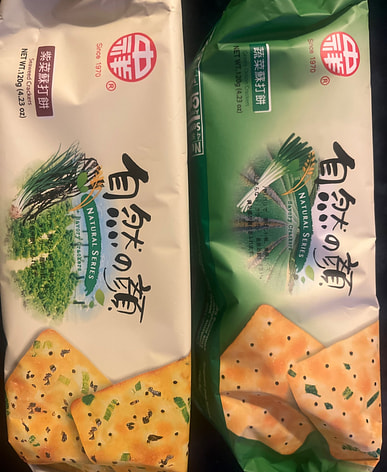 中祥
®
Since 1970
紫菜蘇打餅
Seaweed Crackers
NET WT.120g (4.23 oz)
自然の顏
NATURAL SERIES
中祥
®
Since 1970
蔬菜蘇打餅
NET WT.120g (4.23 oz)
自然の顏
NATURAL SERIES